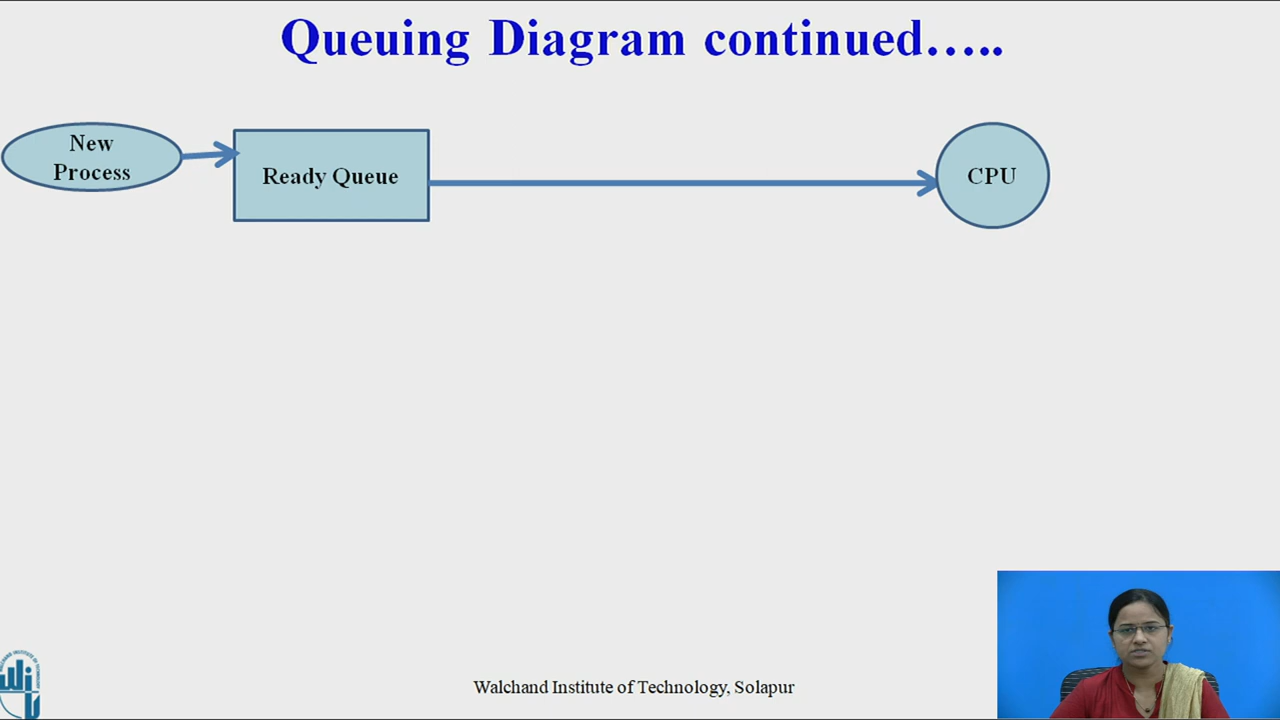 Queuing Diagram continued.....
New
Process
Ready Queue
CPU
Walchand Institute of Technology, Solapur